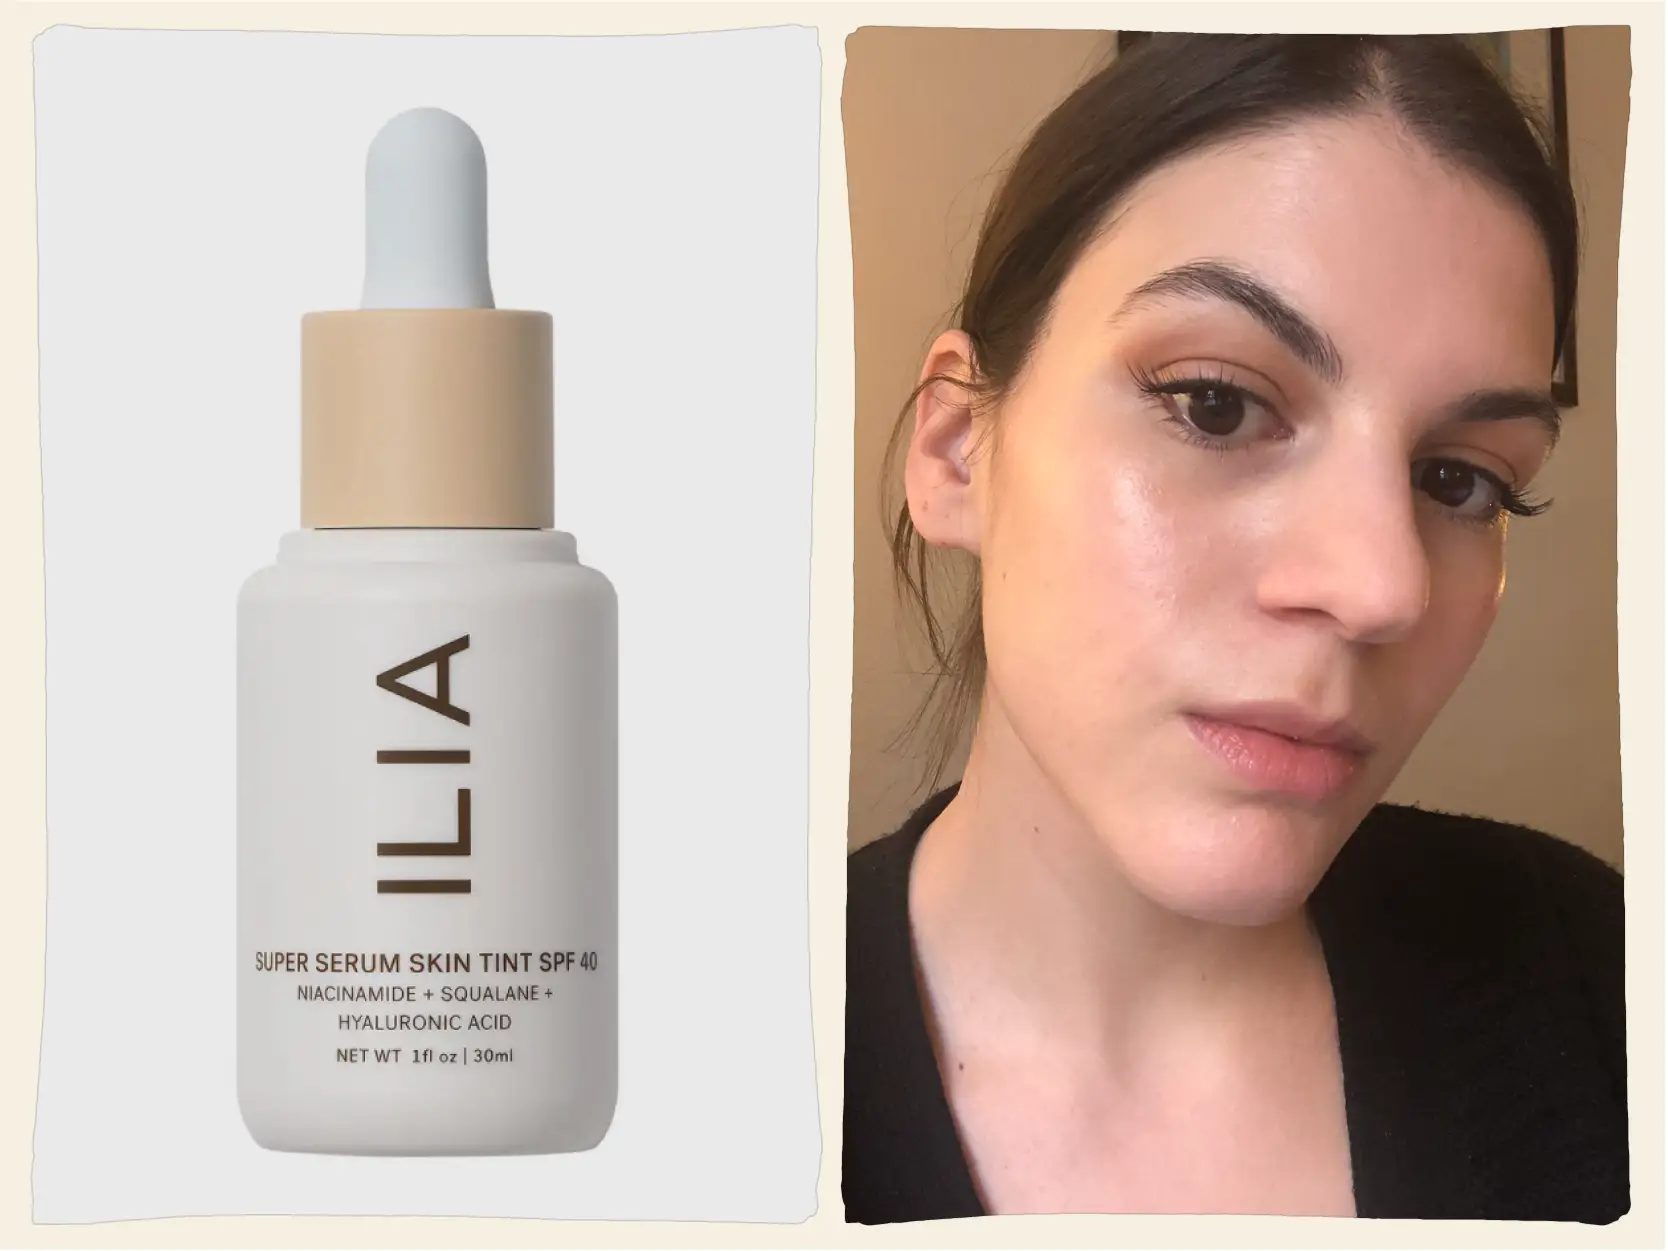 ILIA
SUPER SERUM SKIN TINT SPF 40
NIACINAMIDE + SQUALANE +
HYALURONIC ACID
NET WT 1fl oz | 30ml